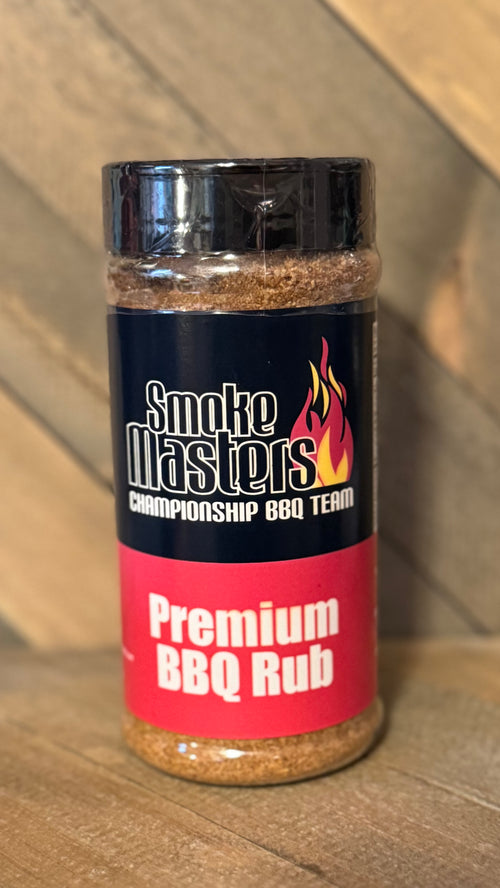 Smoke
Masters
CHAMPIONSHIP BBQ TEAM
Premium
BBQ Rub